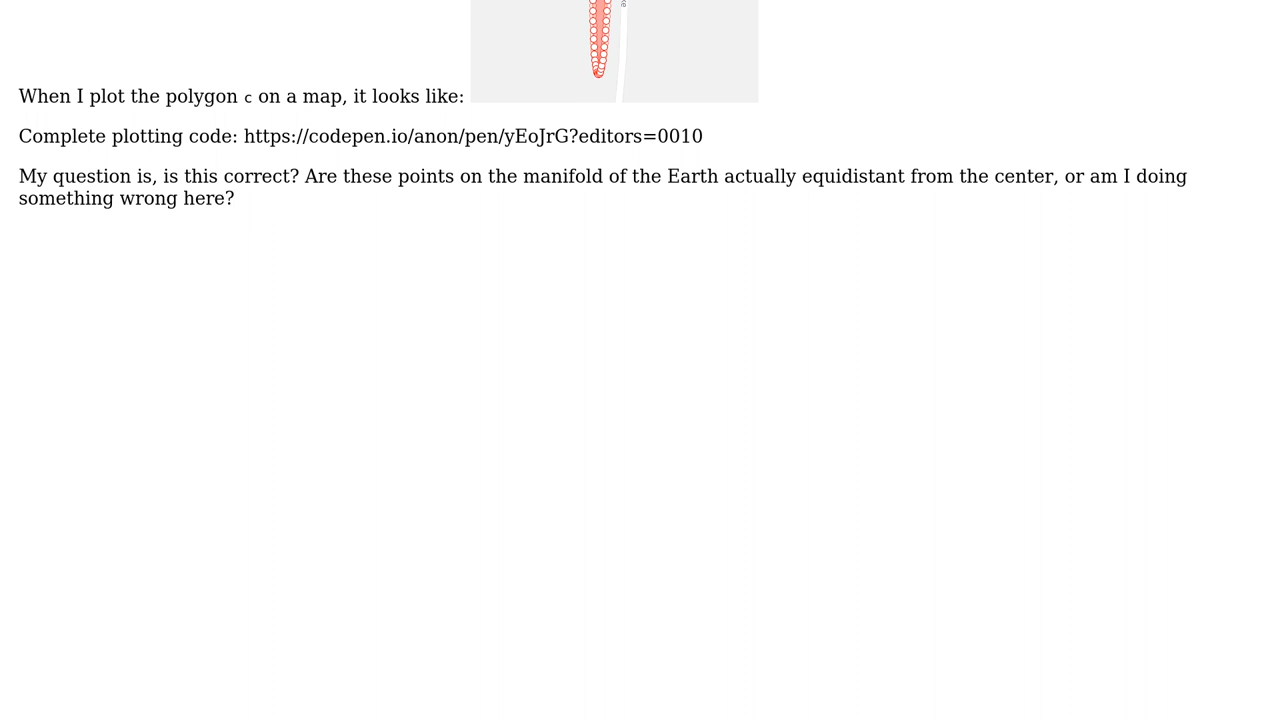 When I plot the polygon c on a map, it looks like:
Complete plotting code: https://codepen.io/anon/pen/yEoJrG?editors=0010
My question is, is this correct? Are these points on the manifold of the Earth actually equidistant from the center, or am I doing
something wrong here?